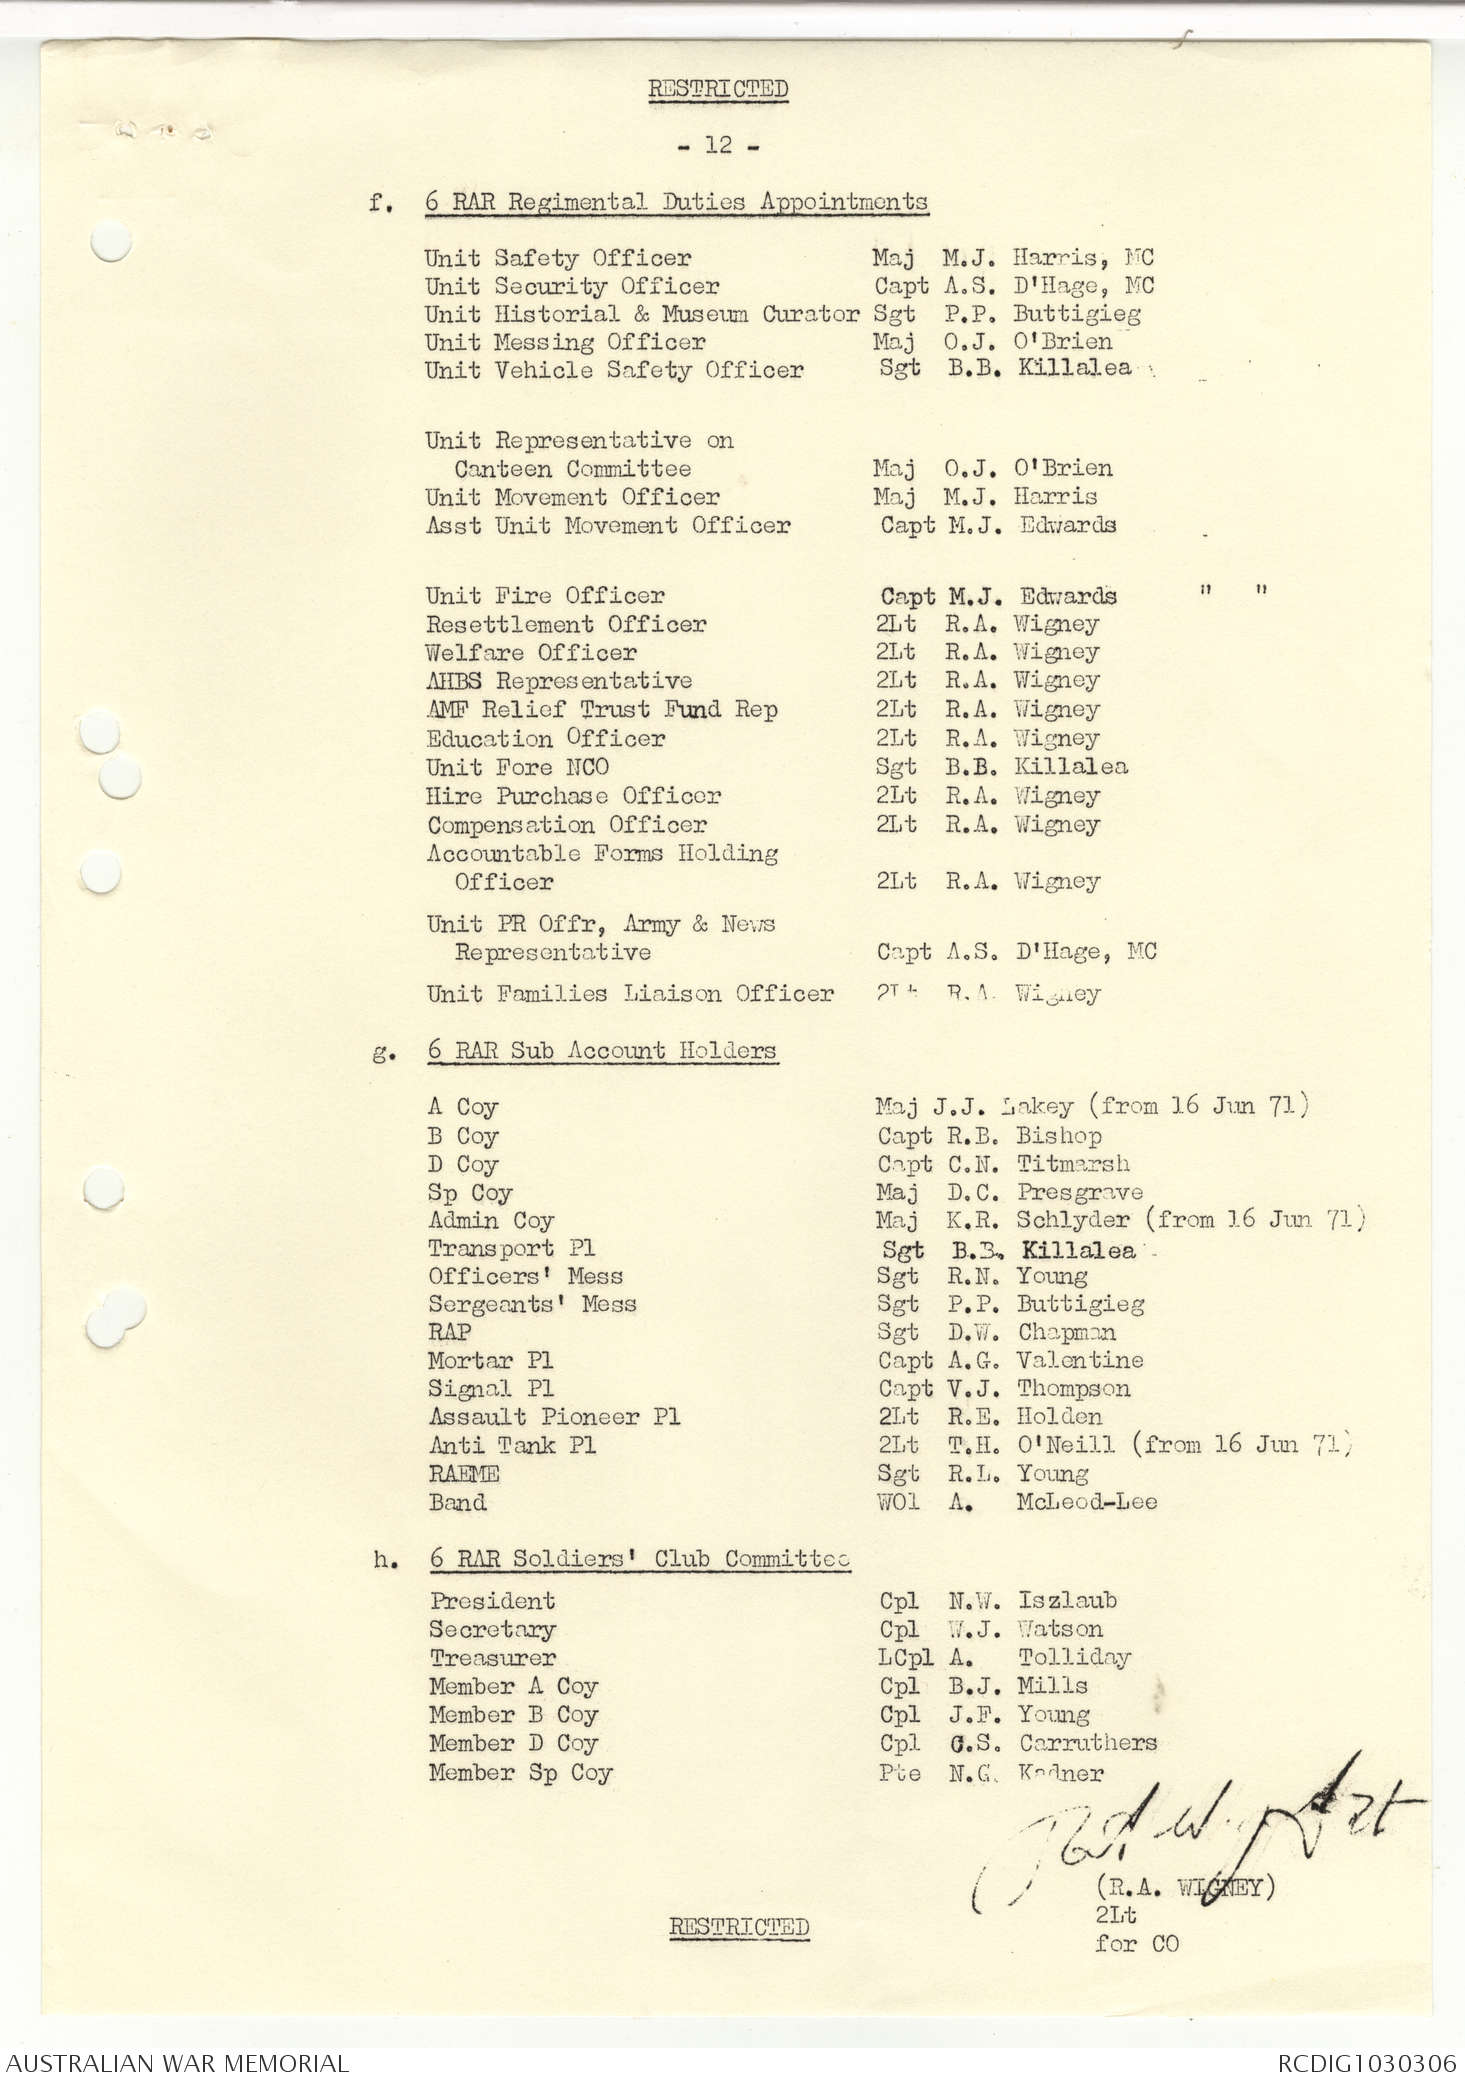 RESTRICTED
- 12 -
f. 6 RAR Regimental Duties Appointments
Unit Safety Officer Maj M.J. Harris, MC
Unit Security Officer Capt A.S. D'Hage, MC
Unit Historial & Museum Curator Sgt P.P. Buttigieg
Unit Messing Officer Maj O.J. O'Brien
Unit Vehicle Safety Officer Sgt B.B. Killalea
Unit Representative on
Canteen Committee Maj O.J. O'Brien
Unit Movement Officer Maj M.J. Harris
Asst Unit Movement Officer Capt M.J. Edwards
Unit Fire Officer Capt M.J. Edwards " "
Resettlement Officer 2Lt R.A. Wigney
Welfare Officer 2Lt R.A. Wigney
AHBS Representative 2Lt R.A. Wigney
AMF Relief Trust Fund Rep 2Lt R.A. Wigney
Education Officer 2Lt R.A. Wigney
Unit Fore NCO Sgt B.B. Killalea
Hire Purchase Officer 2Lt R.A. Wigney
Compensation Officer 2Lt R.A. Wigney
Accountable Forms Holding
Officer 2Lt R.A. Wigney
Unit PR Offr, Army & News
Representative Capt A.S. D'Hage, MC
Unit Families Liaison Officer 2Lt R.A. Wigney
g. 6 RAR Sub Account Holders
A Coy Maj J.J. Lakey (from 16 Jun 71)
B Coy Capt R.B. Bishop
D Coy Capt C.N. Titmarsh
Sp Coy Maj D.C. Presgrave
Admin Coy Maj K.R. Schlyder (from 16 Jun 71)
Transport Pl Sgt B.B. Killalea
Officers' Mess Sgt R.N. Young
Sergeants' Mess Sgt P.P. Buttigieg
RAP Sgt D.W. Chapman
Mortar Pl Capt A.G. Valentine
Signal Pl Capt V.J. Thompson
Assault Pioneer Pl 2Lt R.E. Holden
Anti Tank Pl 2Lt T.H. O'Neill (from 16 Jun 71)
RAEME Sgt R.L. Young
Band WO1 A. McLeod-Lee
h. 6 RAR Soldiers' Club Committee
President Cpl N.W. Iszlaub
Secretary Cpl W.J. Watson
Treasurer LCpl A. Tolliday
Member A Coy Cpl B.J. Mills
Member B Coy Cpl J.F. Young
Member D Coy Cpl G.S. Carruthers
Member Sp Coy Pte N.G. Kadner
(R.A. WIGNEY)
2Lt
for CO
RESTRICTED
AUSTRALIAN WAR MEMORIAL RCDIG1030306